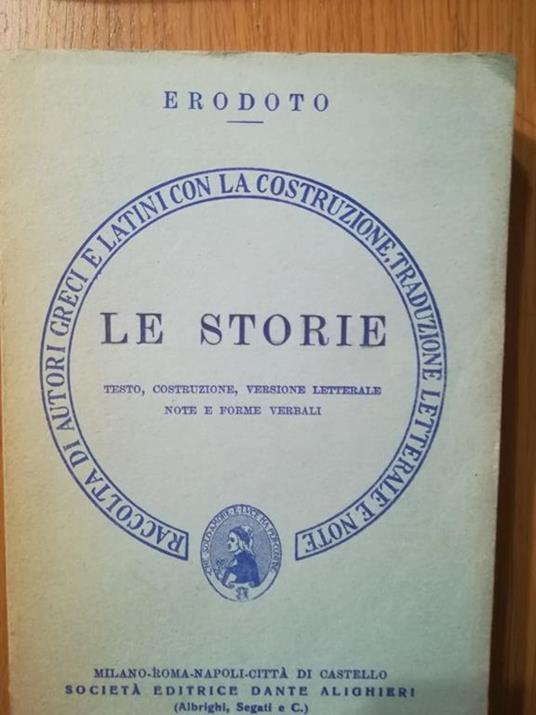 ERODOTO
RACCOLTA DI AUTORI GRECI E LATINI CON LA COSTRUZIONE, TRADUZIONE LETTERALE E NOTE
LE STORIE
TESTO, COSTRUZIONE, VERSIONE LETTERALE
NOTE E FORME VERBALI
MILANO-ROMA-NAPOLI-CITTÀ DI CASTELLO
SOCIETÀ EDITRICE DANTE ALIGHIERI
(Albrighi, Segati e C.)